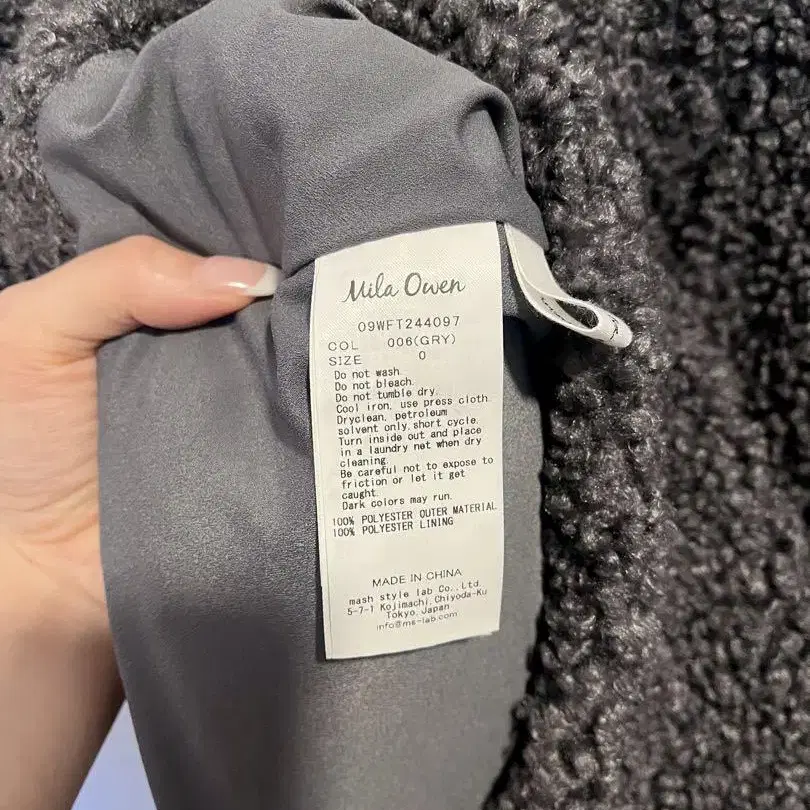 Mila Owen
09WFT244097
COL 006(GRY)
SIZE 0
Do not wash.
Do not bleach.
Do not tumble dry.
Cool iron, use press cloth.
Dryclean, petroleum
solvent only, short cycle.
Turn inside out and place
in a laundry net when dry
cleaning.
Be careful not to expose to
friction or let it get
caught.
Dark colors may run.
100% POLYESTER OUTER MATERIAL
100% POLYESTER LINING
MADE IN CHINA
mash style lab Co., Ltd.
5-7-1 Kojimachi, Chiyoda-Ku
Tokyo, Japan
info@ms-lab.com